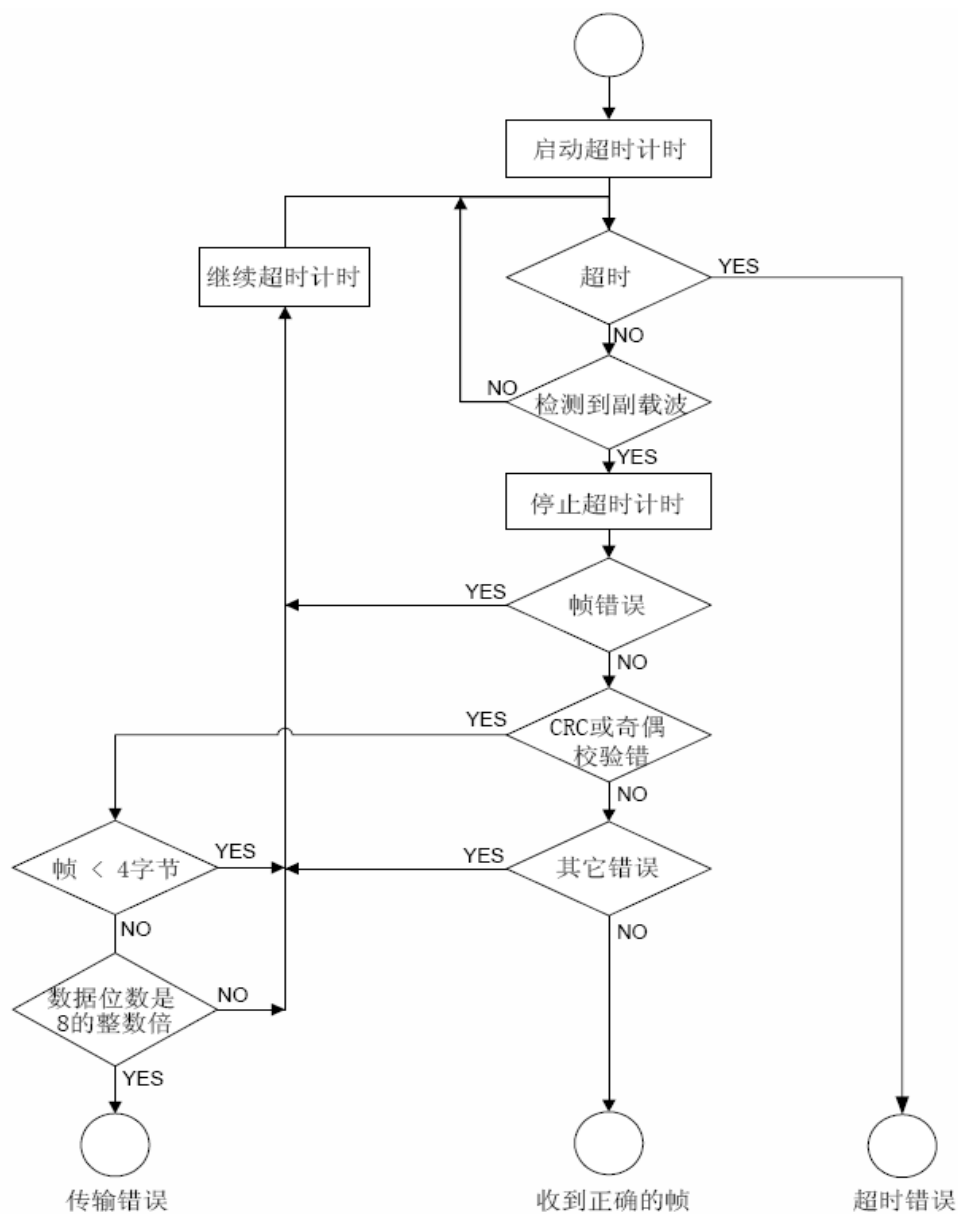 启动超时计时
继续超时计时
超时
YES
NO
NO
检测到副载波
YES
停止超时计时
YES
帧错误
NO
YES
CRC或奇偶
校验错
NO
帧 < 4字节
YES
YES
其它错误
NO
NO
数据位数是
8的整数倍
NO
YES
传输错误
收到正确的帧
超时错误